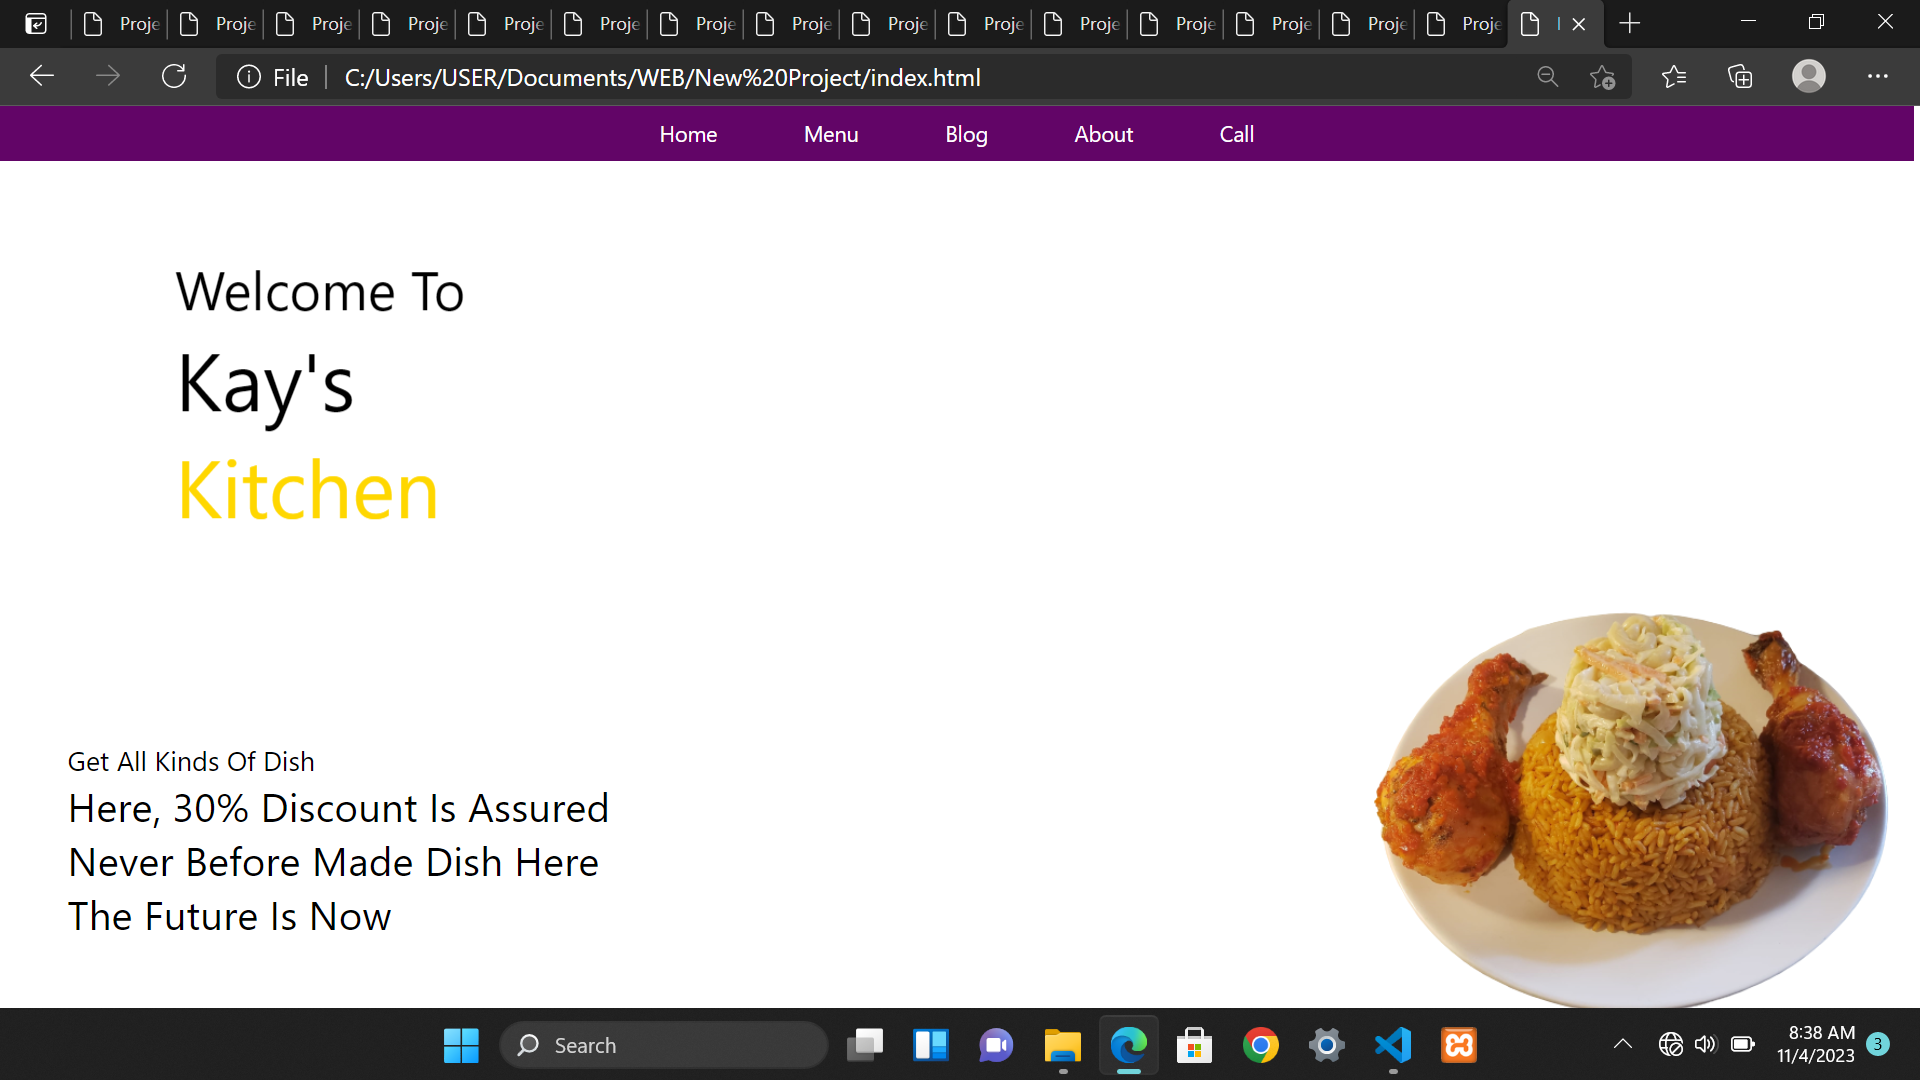 Proje Proje Proje Proje Proje Proje Proje Proje Proje Proje Proje Proje Proje Proje Proje
File C:/Users/USER/Documents/WEB/New%20Project/index.html
Home Menu Blog About Call
Welcome To
Kay's
Kitchen
Get All Kinds Of Dish
Here, 30% Discount Is Assured
Never Before Made Dish Here
The Future Is Now
Search
8:38 AM
11/4/2023
3